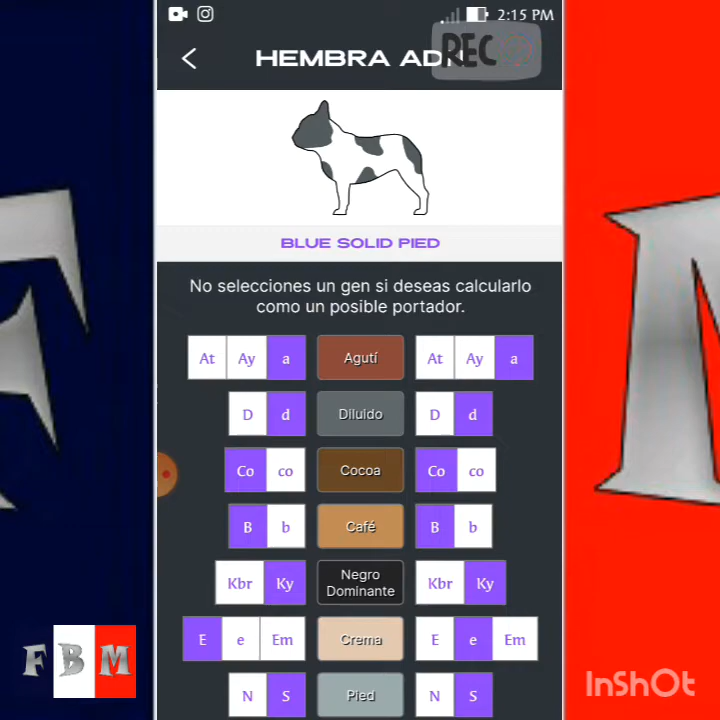 2:15 PM
REC
HEMBRA ADN
BLUE SOLID PIED
No selecciones un gen si deseas calcularlo
como un posible portador.
At Ay a Agutí At Ay a
D d Diluido D d
Co co Cocoa Co co
B b Café B b
Kbr Ky Negro Dominante Kbr Ky
E e Em Crema E e Em
N S Pied N S
F B M
InShOt